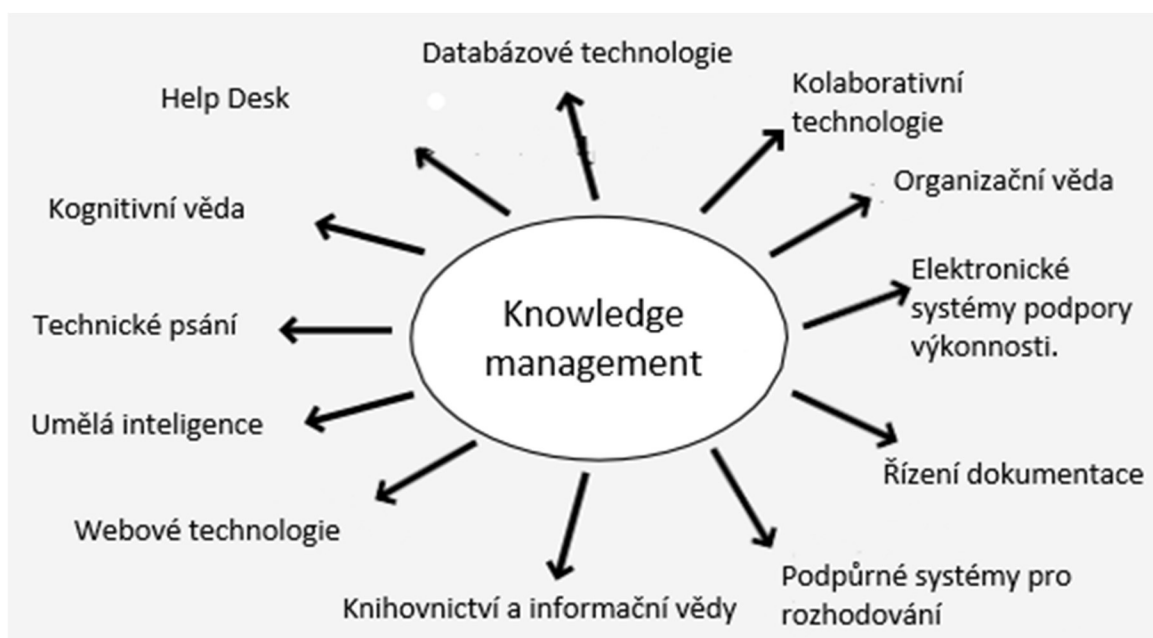 Databázové technologie
Help Desk
Kolaborativní
technologie
Organizační věda
Kognitivní věda
Elektronické
systémy podpory
výkonnosti.
Knowledge
management
Technické psání
Umělá inteligence
Řízení dokumentace
Webové technologie
Podpůrné systémy pro
rozhodování
Knihovnictví a informační vědy